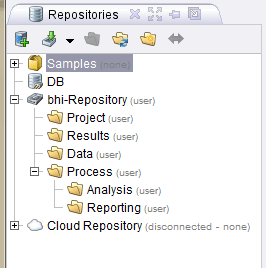 Repositories
Samples (none)
DB
bhi-Repository (user)
Project (user)
Results (user)
Data (user)
Process (user)
Analysis (user)
Reporting (user)
Cloud Repository (disconnected - none)